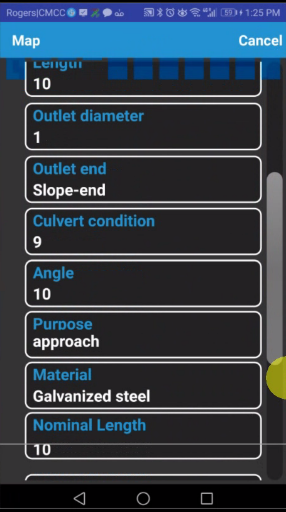 Rogers|CMCC 59 1:25 PM
Map Cancel
Length
10
Outlet diameter
1
Outlet end
Slope-end
Culvert condition
9
Angle
10
Purpose
approach
Material
Galvanized steel
Nominal Length
10